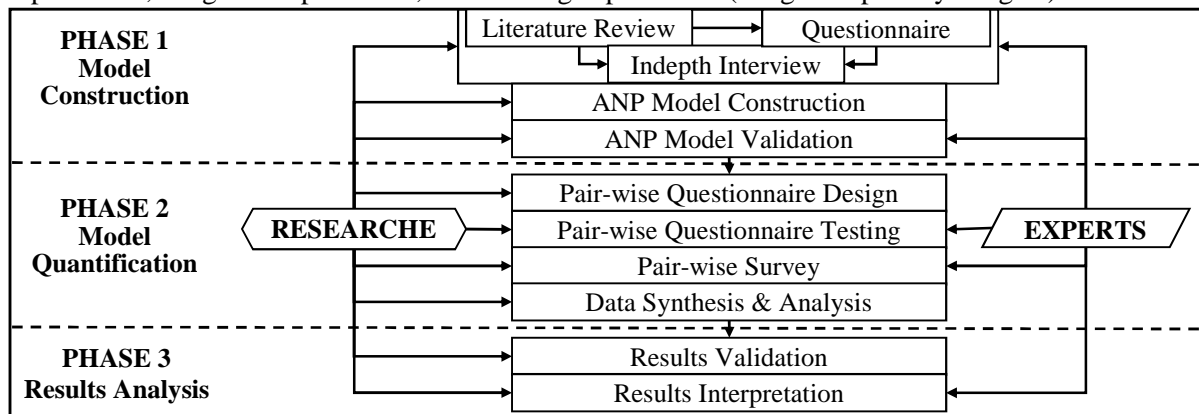 PHASE 1
Model
Construction
Literature Review
Questionnaire
Indepth Interview
ANP Model Construction
ANP Model Validation
PHASE 2
Model
Quantification
RESEARCHE
Pair-wise Questionnaire Design
Pair-wise Questionnaire Testing
Pair-wise Survey
Data Synthesis & Analysis
EXPERTS
PHASE 3
Results Analysis
Results Validation
Results Interpretation